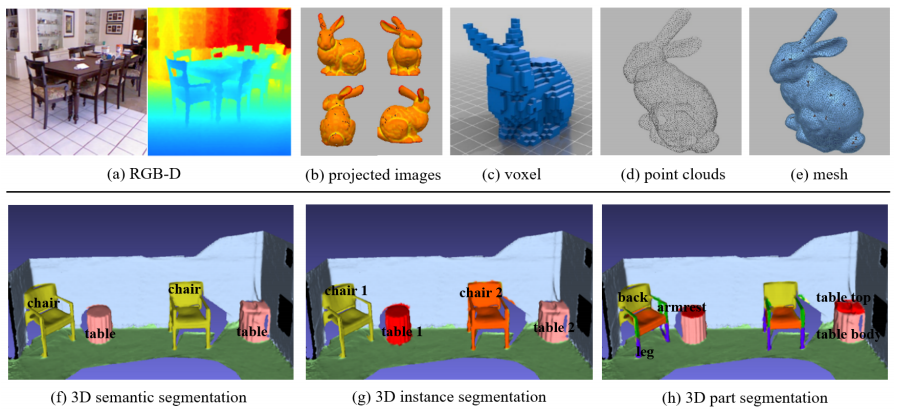 (a) RGB-D
(b) projected images
(c) voxel
(d) point clouds
(e) mesh
chair
table
chair
table
chair 1
table 1
chair 2
table 2
back
armrest
leg
table top
table body
(f) 3D semantic segmentation
(g) 3D instance segmentation
(h) 3D part segmentation